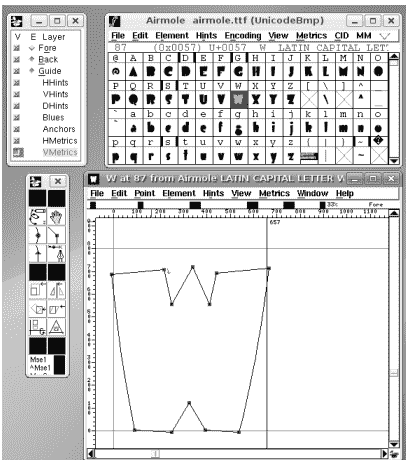 V E Layer
Fore
Back
Guide
HHints
VHints
DHints
Blues
Anchors
HMetrics
VMetrics
Airmole airmole.ttf (UnicodeBmp)
File Edit Element Hints Encoding View Metrics CID MM
87 (0x0057) U+0057 W LATIN CAPITAL LET
@ A B C D E F G H I J K L M N O
@ A B C D E F G H I J K L M N O
P Q R S T U V W X Y Z [ \ ] ^ _
P Q R S T U V W X Y Z \ ^
` a b c d e f g h i j k l m n o
a b c d e f g h i j k l m n o
p q r s t u v w x y z { | } ~
p q r s t u v w x y z
W at 87 from Airmole LATIN CAPITAL LETTER W
File Edit Point Element Hints View Metrics Window Help
33% Fore
0 100 200 300 400 500 600 700 800 900 1000 1100
657
Mse1
^Mse1